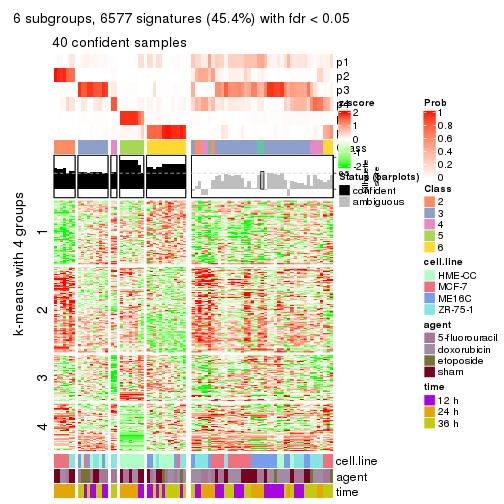 6 subgroups, 6577 signatures (45.4%) with fdr < 0.05
40 confident samples
p1
p2
p3
z-score
2
1
0
-1
-2
Class
Status (barplots)
confident
ambiguous
Prob
1
0.8
0.6
0.4
0.2
0
Class
2
3
4
5
6
cell.line
HME-CC
MCF-7
ME16C
ZR-75-1
agent
5-fluorouracil
doxorubicin
etoposide
sham
time
12 h
24 h
36 h
k-means with 4 groups
1
2
3
4
cell.line
agent
time